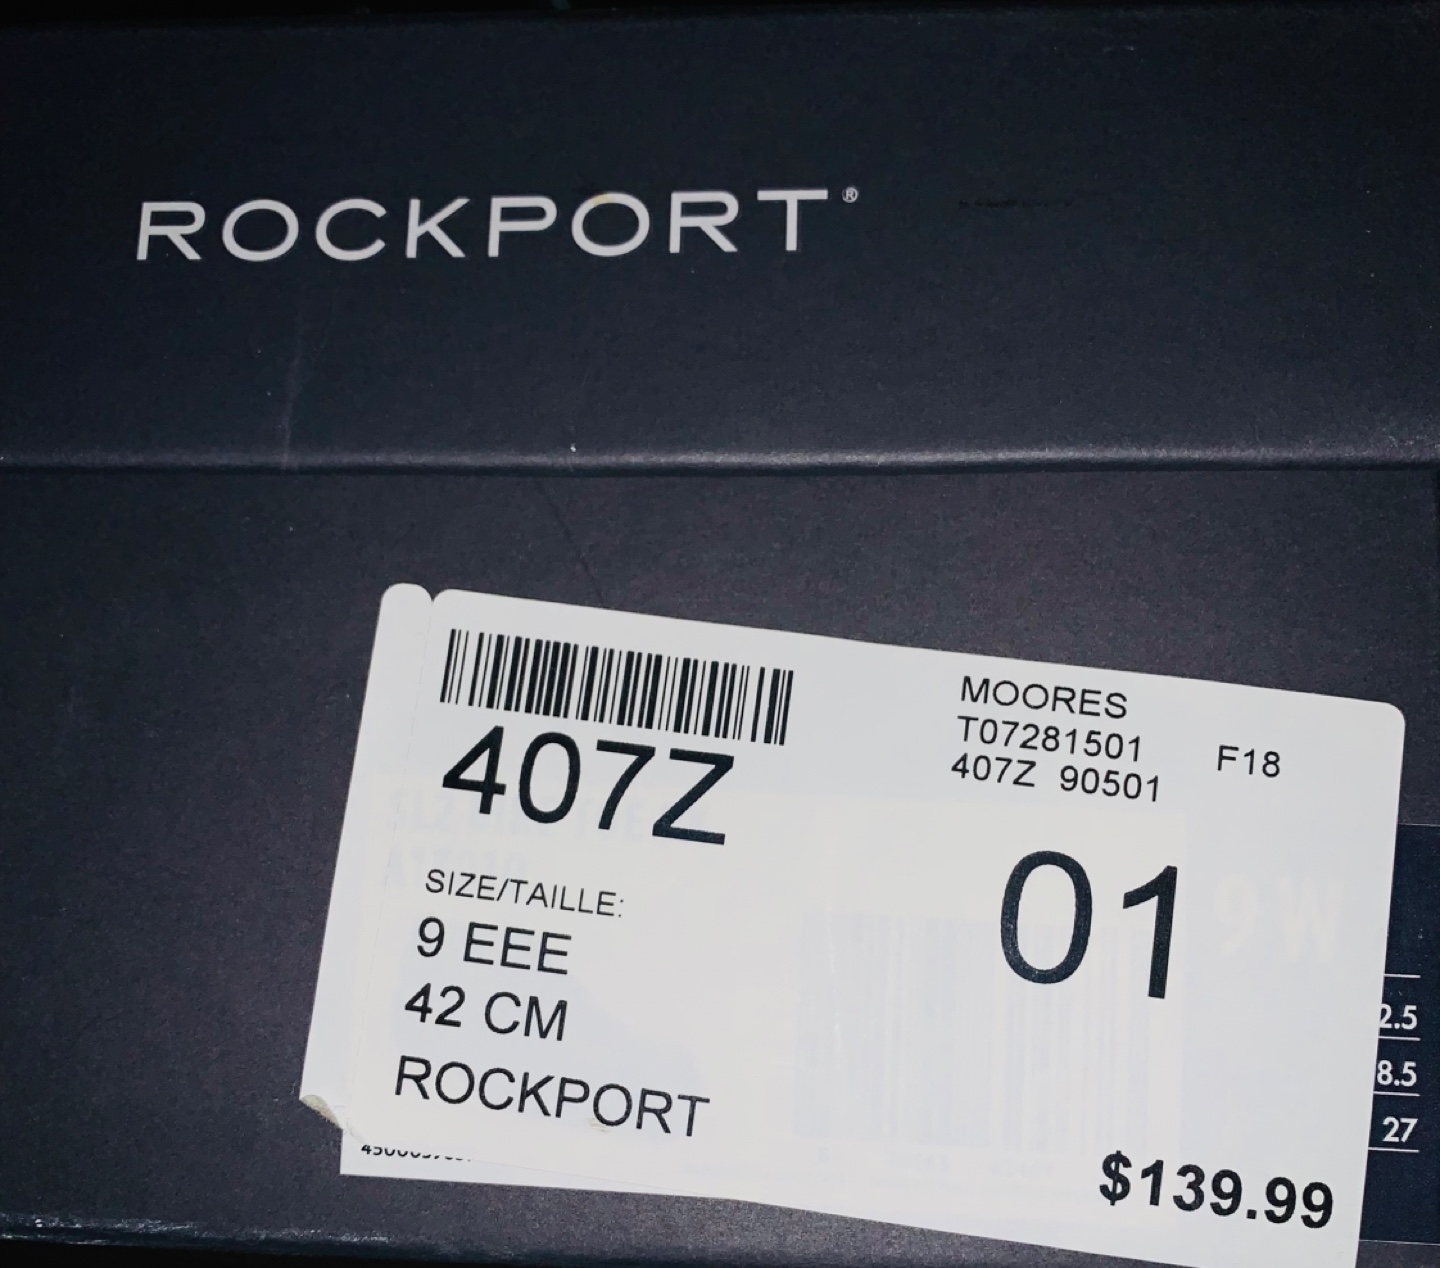 ROCKPORT®
407Z
SIZE/TAILLE:
9 EEE
42 CM
ROCKPORT
MOORES
T07281501 F18
407Z 90501
01
$139.99
2.5
8.5
27